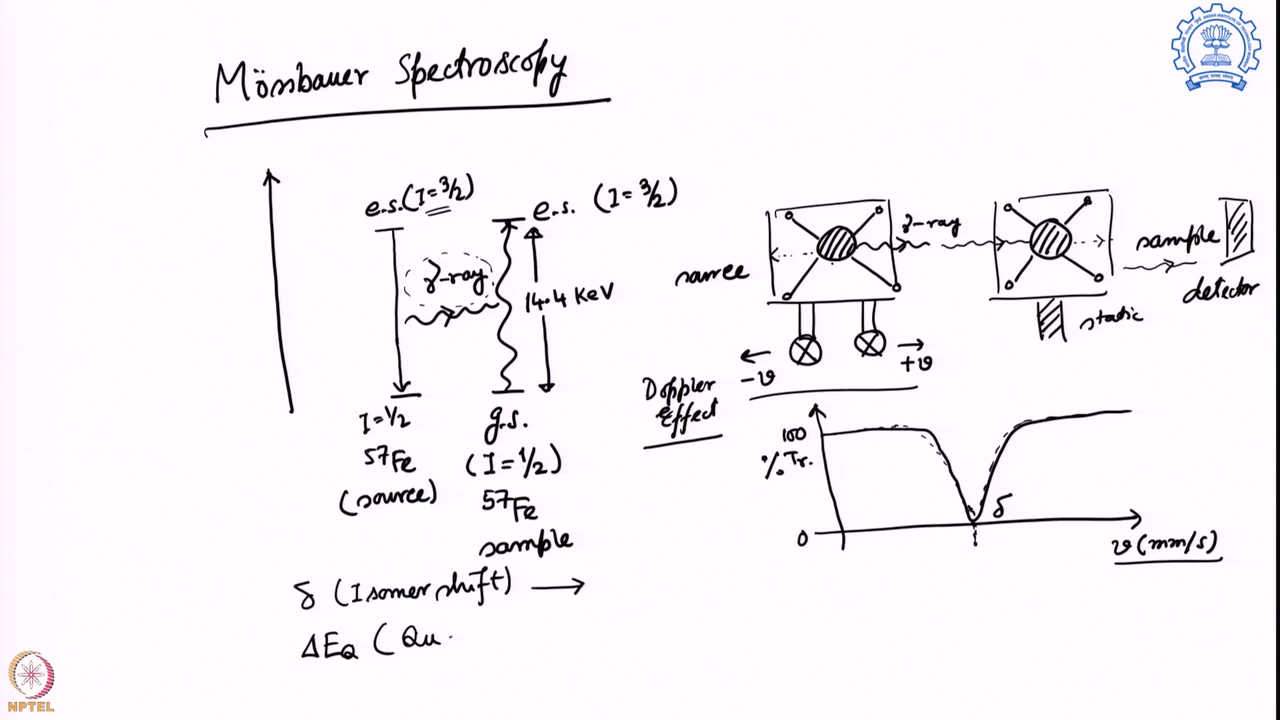 Mössbauer Spectroscopy
e.s. (I = 3/2)
e.s. (I = 3/2)
γ-ray
14.4 KeV
I = 1/2
57Fe
(source)
g.s.
(I = 1/2)
57Fe
sample
δ (Isomer shift) →
ΔEQ (Qu
source
γ-ray
sample
detector
static
-v
+v
Doppler
Effect
100
% Tr.
0
δ
v (mm/s)
NPTEL